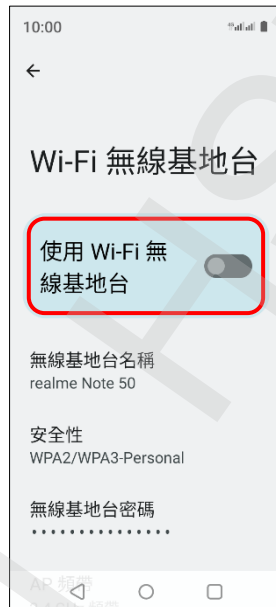 10:00
Wi-Fi 無線基地台
使用 Wi-Fi 無
線基地台
無線基地台名稱
realme Note 50
安全性
WPA2/WPA3-Personal
無線基地台密碼
•••••••••••••••
AP 頻帶